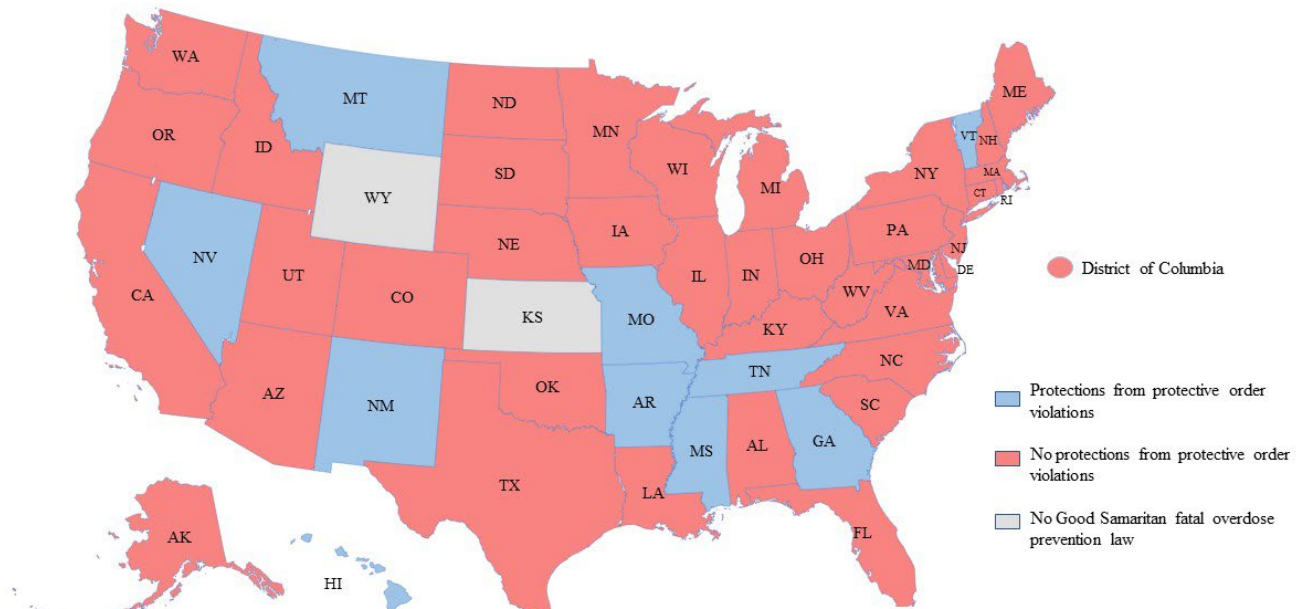 WA
MT
ND
MN
ME
OR
ID
SD
WI
MI
NY
VT
NH
MA
CT
RI
WY
NE
IA
PA
NJ
NV
UT
CO
KS
MO
IL
IN
OH
WV
MD
DE
VA
KY
CA
District of Columbia
AZ
NM
OK
AR
TN
NC
SC
TX
LA
MS
AL
GA
FL
AK
HI
Protections from protective order
violations
No protections from protective order
violations
No Good Samaritan fatal overdose
prevention law